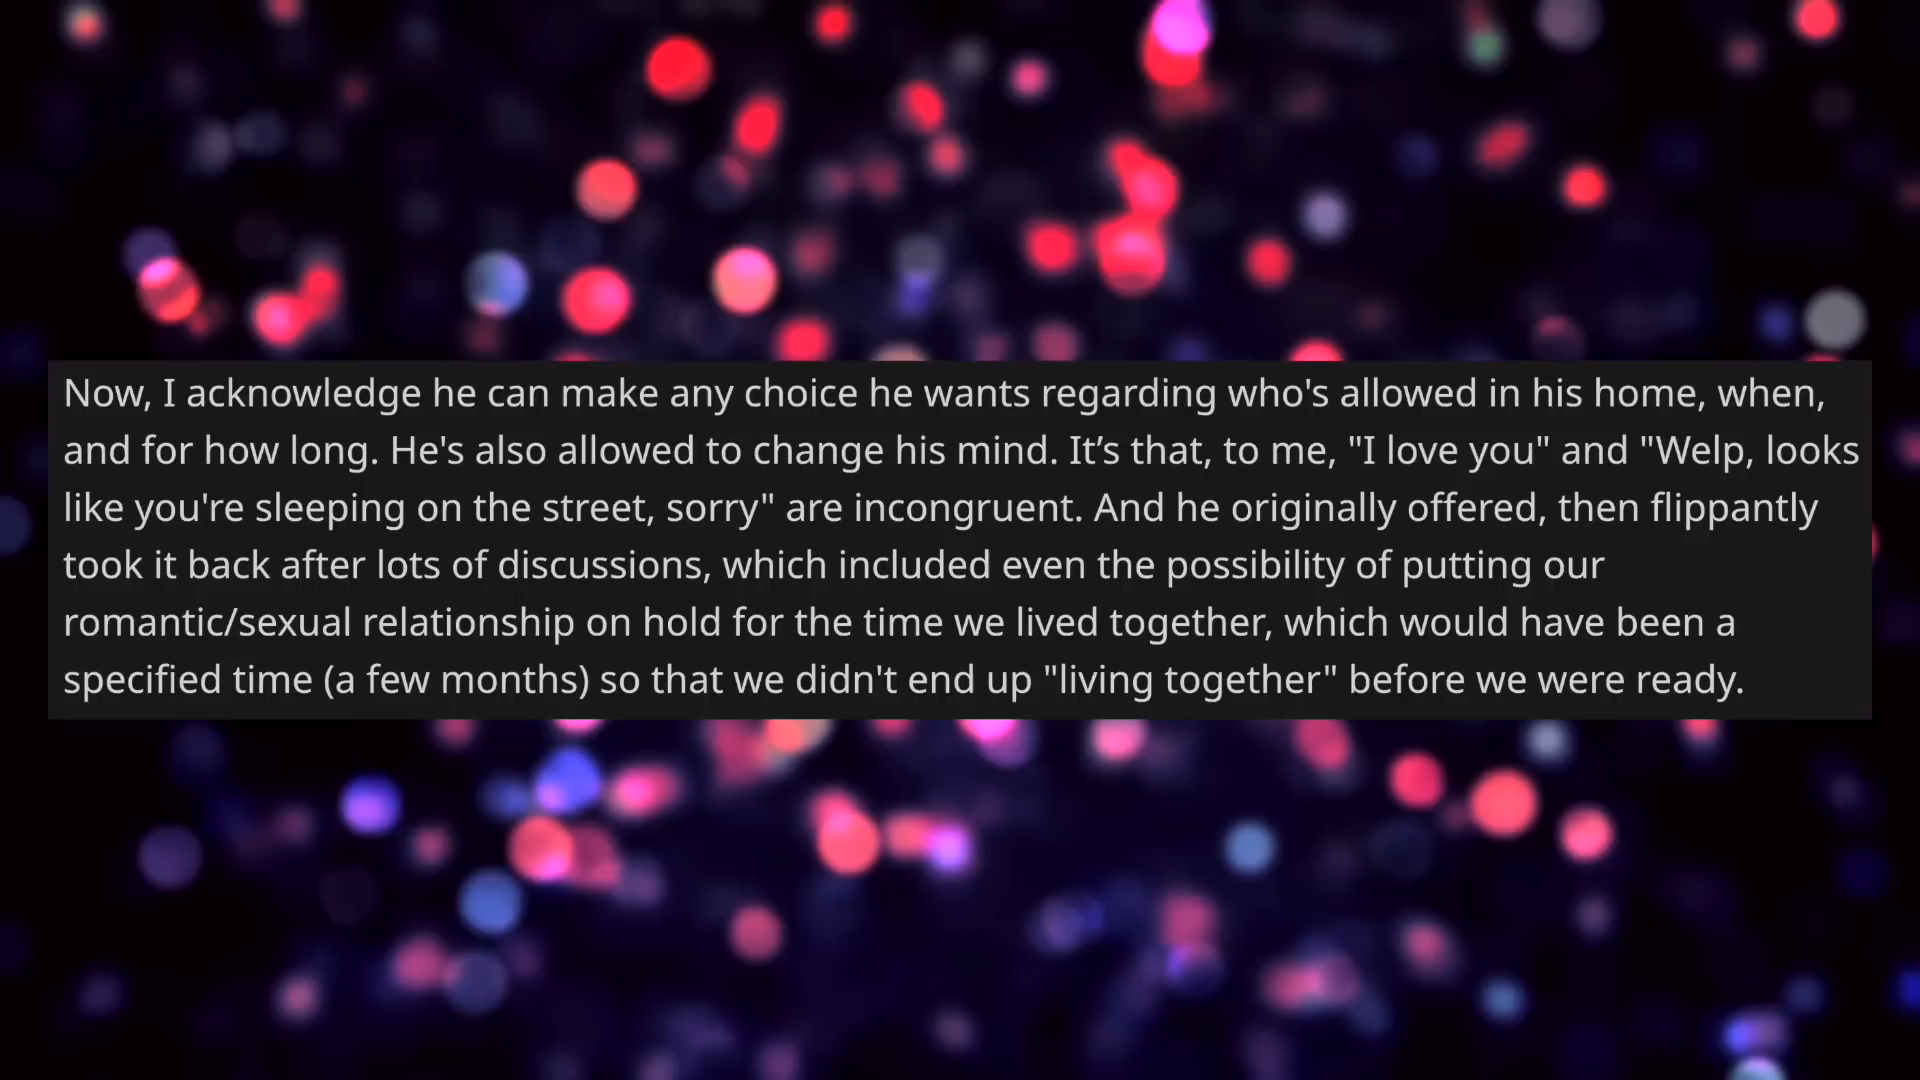 Now, I acknowledge he can make any choice he wants regarding who's allowed in his home, when,
and for how long. He's also allowed to change his mind. It’s that, to me, "I love you" and "Welp, looks
like you're sleeping on the street, sorry" are incongruent. And he originally offered, then flippantly
took it back after lots of discussions, which included even the possibility of putting our
romantic/sexual relationship on hold for the time we lived together, which would have been a
specified time (a few months) so that we didn't end up "living together" before we were ready.